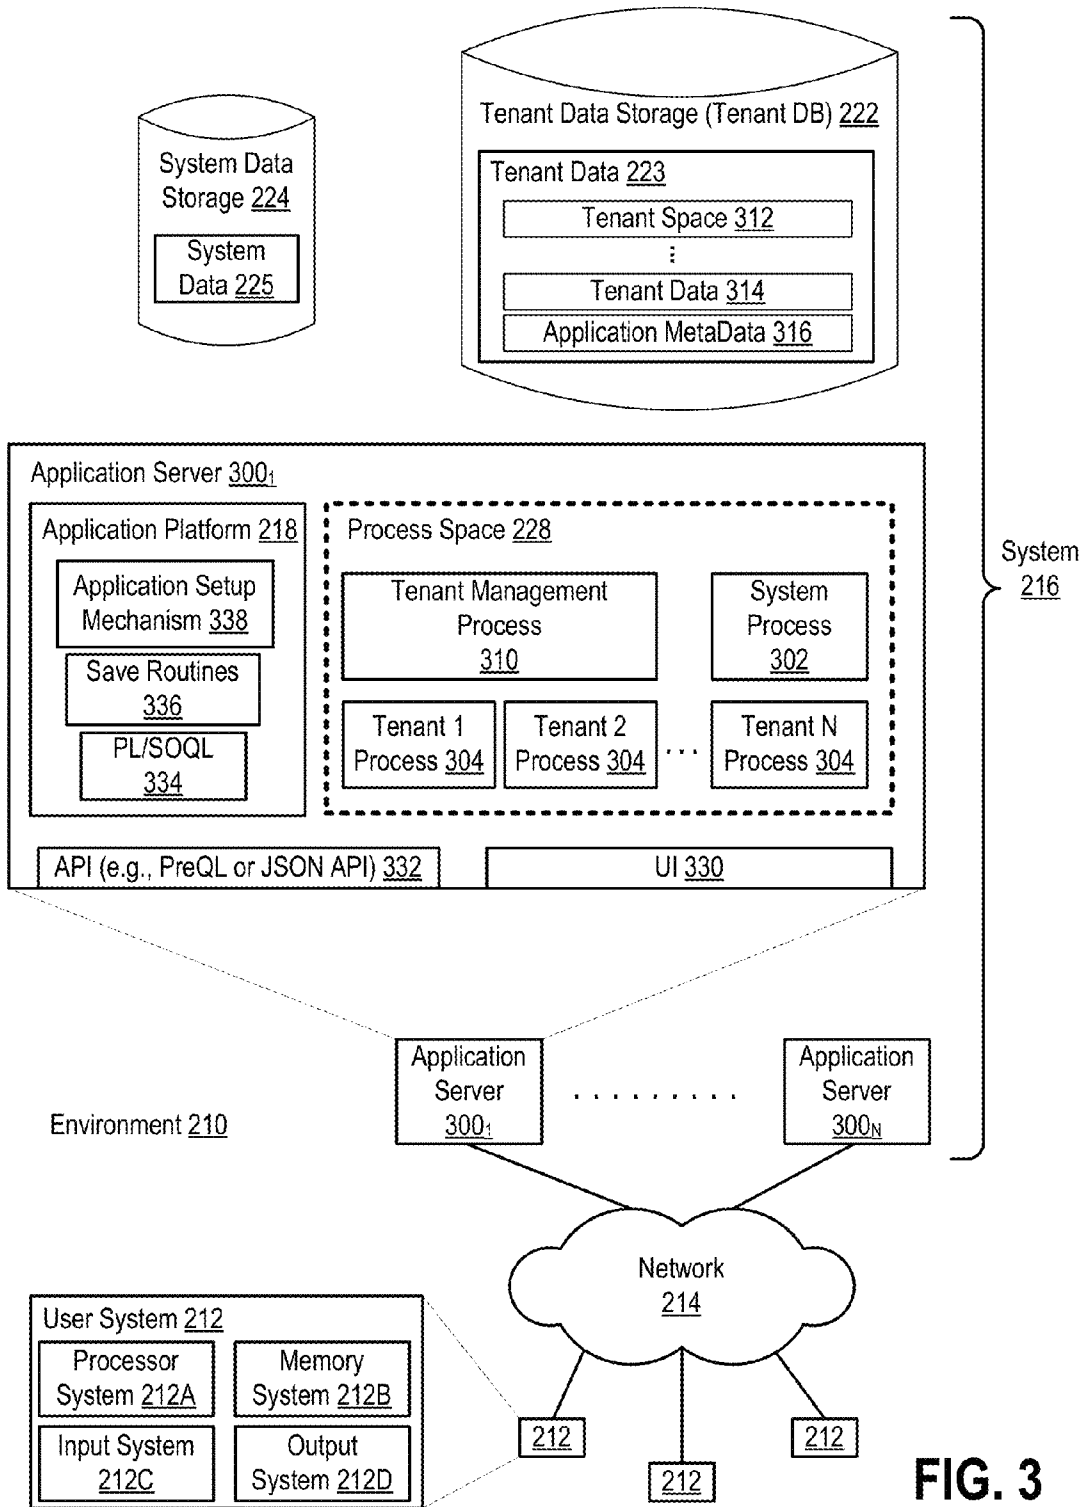 Tenant Data Storage (Tenant DB) 222
System Data
Storage 224
System
Data 225
Tenant Data 223
Tenant Space 312
⋮
Tenant Data 314
Application MetaData 316
System
216
Application Server 300₁
Application Platform 218
Application Setup
Mechanism 338
Save Routines
336
PL/SOQL
334
Process Space 228
Tenant Management
Process
310
System
Process
302
Tenant 1
Process 304
Tenant 2
Process 304
. . .
Tenant N
Process 304
API (e.g., PreQL or JSON API) 332
UI 330
Environment 210
Application
Server
300₁
. . . . . . . . .
Application
Server
300N
Network
214
User System 212
Processor
System 212A
Memory
System 212B
Input System
212C
Output
System 212D
212
212
212
FIG. 3